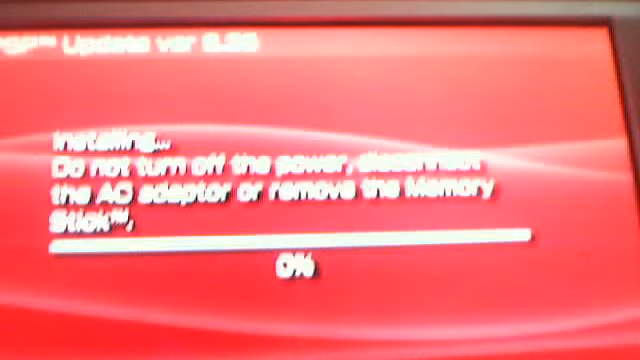 PSP™ Update ver
Installing...
Do not turn off the power, disconnect
the AC adaptor or remove the Memory
Stick™.
0%